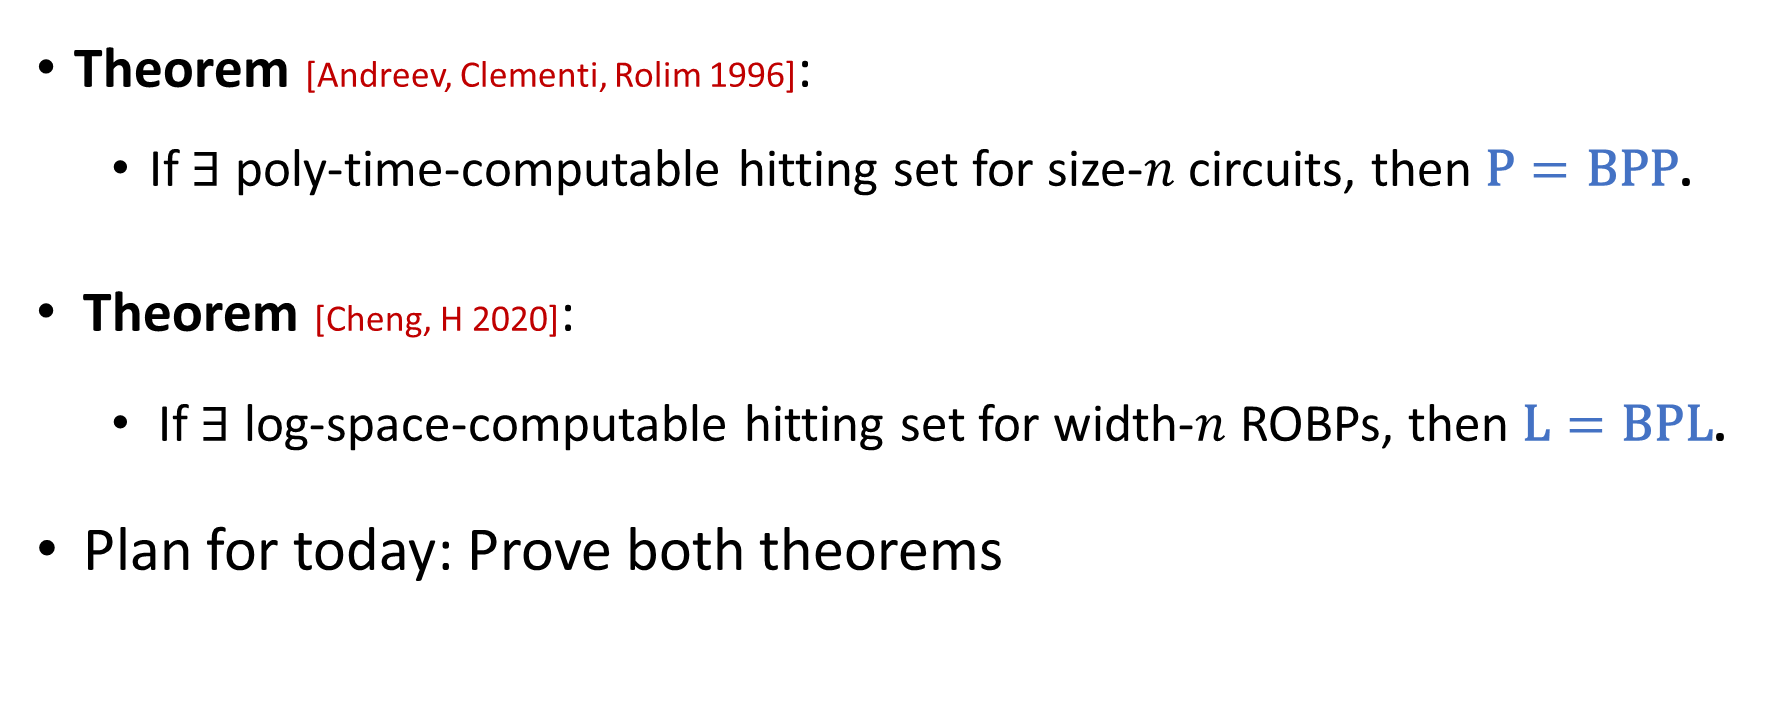 • Theorem [Andreev, Clementi, Rolim 1996]:
• If ∃ poly-time-computable hitting set for size-n circuits, then P = BPP.
• Theorem [Cheng, H 2020]:
• If ∃ log-space-computable hitting set for width-n ROBPs, then L = BPL.
• Plan for today: Prove both theorems